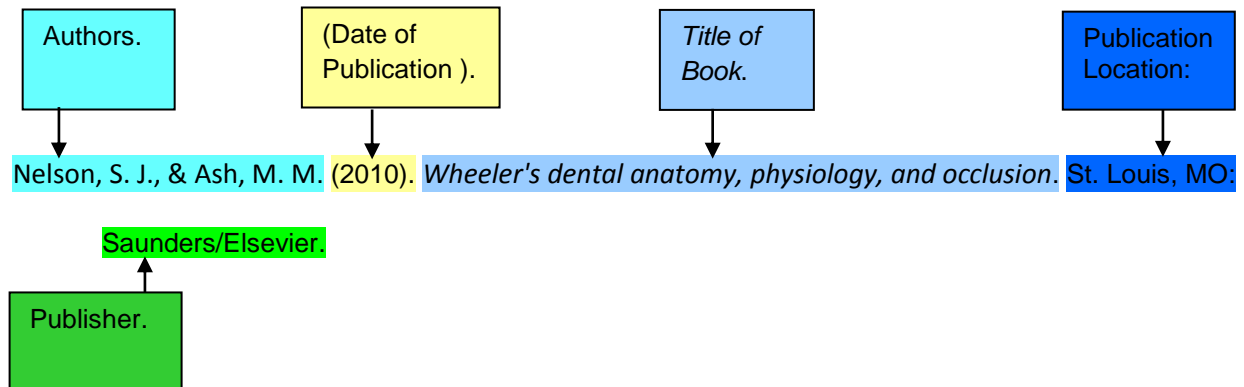 Authors.
(Date of
Publication ).
Title of
Book.
Publication
Location:
Nelson, S. J., & Ash, M. M. (2010). Wheeler's dental anatomy, physiology, and occlusion. St. Louis, MO:
Saunders/Elsevier.
Publisher.